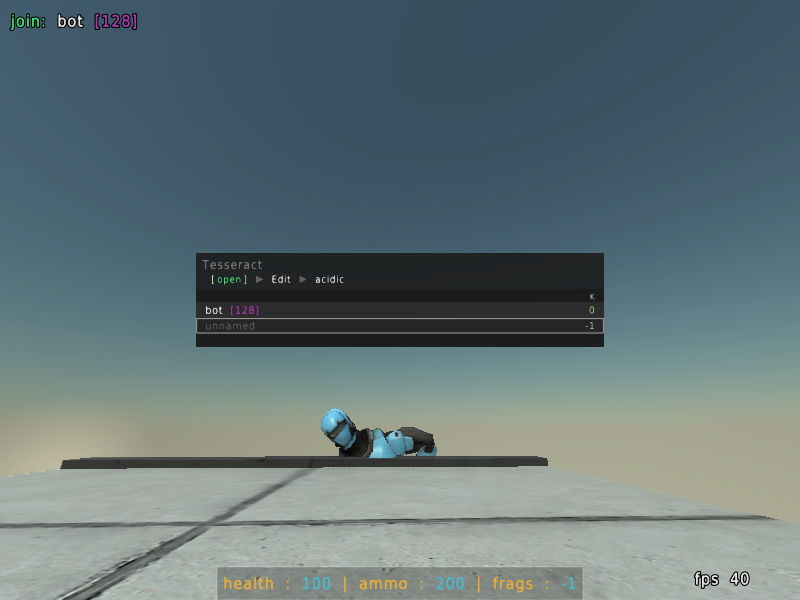 join: bot [128]
Tesseract
[open] ▶ Edit ▶ acidic
K
bot [128] 0
unnamed -1
health : 100 | ammo : 200 | frags : -1
fps 40